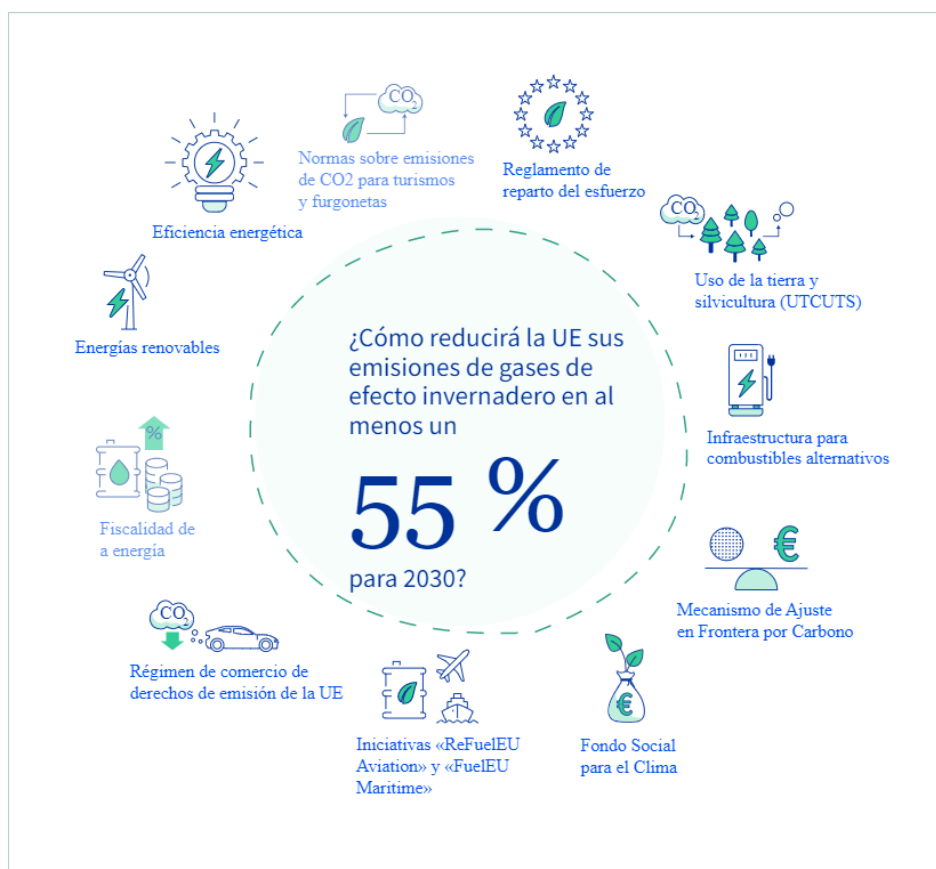 CO2
Normas sobre emisiones
de CO2 para turismos
y furgonetas
Reglamento de
reparto del esfuerzo
CO2
Uso de la tierra y
silvicultura (UTCUTS)
Eficiencia energética
Energías renovables
¿Cómo reducirá la UE sus
emisiones de gases de
efecto invernadero en al
menos un
55 %
para 2030?
Infraestructura para
combustibles alternativos
%
Fiscalidad de
a energía
€
Mecanismo de Ajuste
en Frontera por Carbono
CO2
Régimen de comercio de
derechos de emisión de la UE
Iniciativas «ReFuelEU
Aviation» y «FuelEU
Maritime»
€
Fondo Social
para el Clima